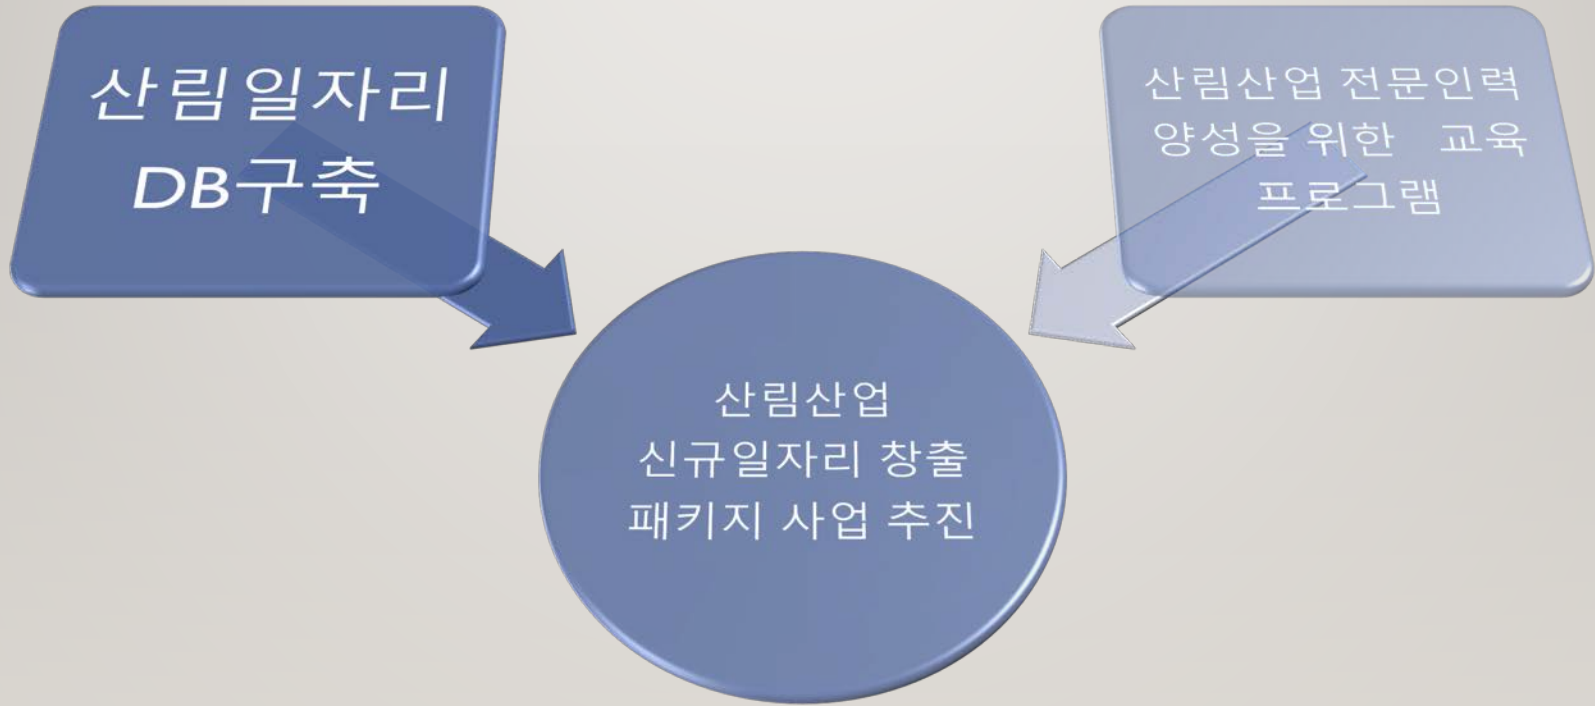 산림일자리
DB구축
산림산업 전문인력
양성을 위한 교육
프로그램
산림산업
신규일자리 창출
패키지 사업 추진